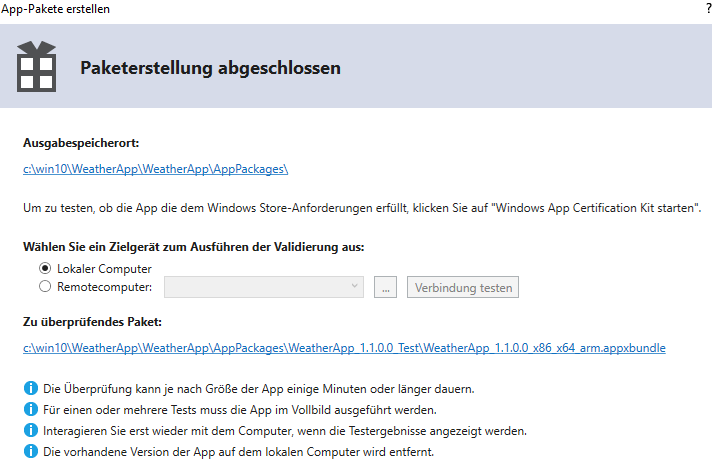 App-Pakete erstellen ?
Paketerstellung abgeschlossen
Ausgabespeicherort:
c:\win10\WeatherApp\WeatherApp\AppPackages\
Um zu testen, ob die App die dem Windows Store-Anforderungen erfüllt, klicken Sie auf "Windows App Certification Kit starten".
Wählen Sie ein Zielgerät zum Ausführen der Validierung aus:
Lokaler Computer
Remotecomputer: ... Verbindung testen
Zu überprüfendes Paket:
c:\win10\WeatherApp\WeatherApp\AppPackages\WeatherApp_1.1.0.0_Test\WeatherApp_1.1.0.0_x86_x64_arm.appxbundle
Die Überprüfung kann je nach Größe der App einige Minuten oder länger dauern.
Für einen oder mehrere Tests muss die App im Vollbild ausgeführt werden.
Interagieren Sie erst wieder mit dem Computer, wenn die Testergebnisse angezeigt werden.
Die vorhandene Version der App auf dem lokalen Computer wird entfernt.